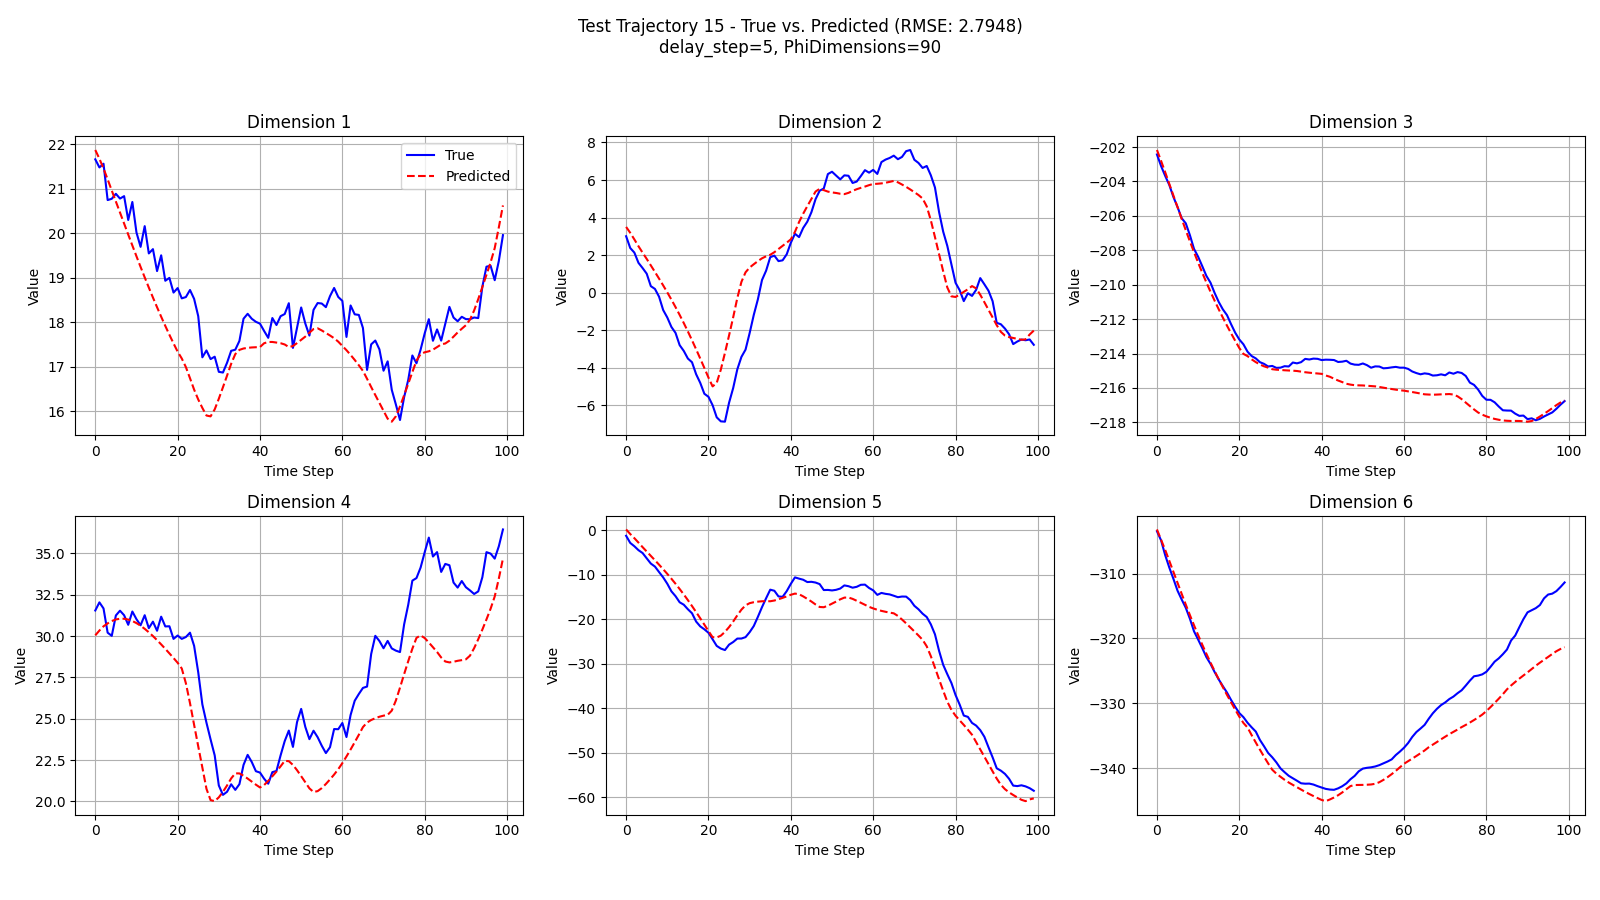 Test Trajectory 15 - True vs. Predicted (RMSE: 2.7948)
delay_step=5, PhiDimensions=90
Dimension 1
22
21
20
19
18
17
16
Value
0 20 40 60 80 100
Time Step
True
Predicted
Dimension 2
8
6
4
2
0
−2
−4
−6
Value
0 20 40 60 80 100
Time Step
Dimension 3
−202
−204
−206
−208
−210
−212
−214
−216
−218
Value
0 20 40 60 80 100
Time Step
Dimension 4
35.0
32.5
30.0
27.5
25.0
22.5
20.0
Value
0 20 40 60 80 100
Time Step
Dimension 5
0
−10
−20
−30
−40
−50
−60
Value
0 20 40 60 80 100
Time Step
Dimension 6
−310
−320
−330
−340
Value
0 20 40 60 80 100
Time Step